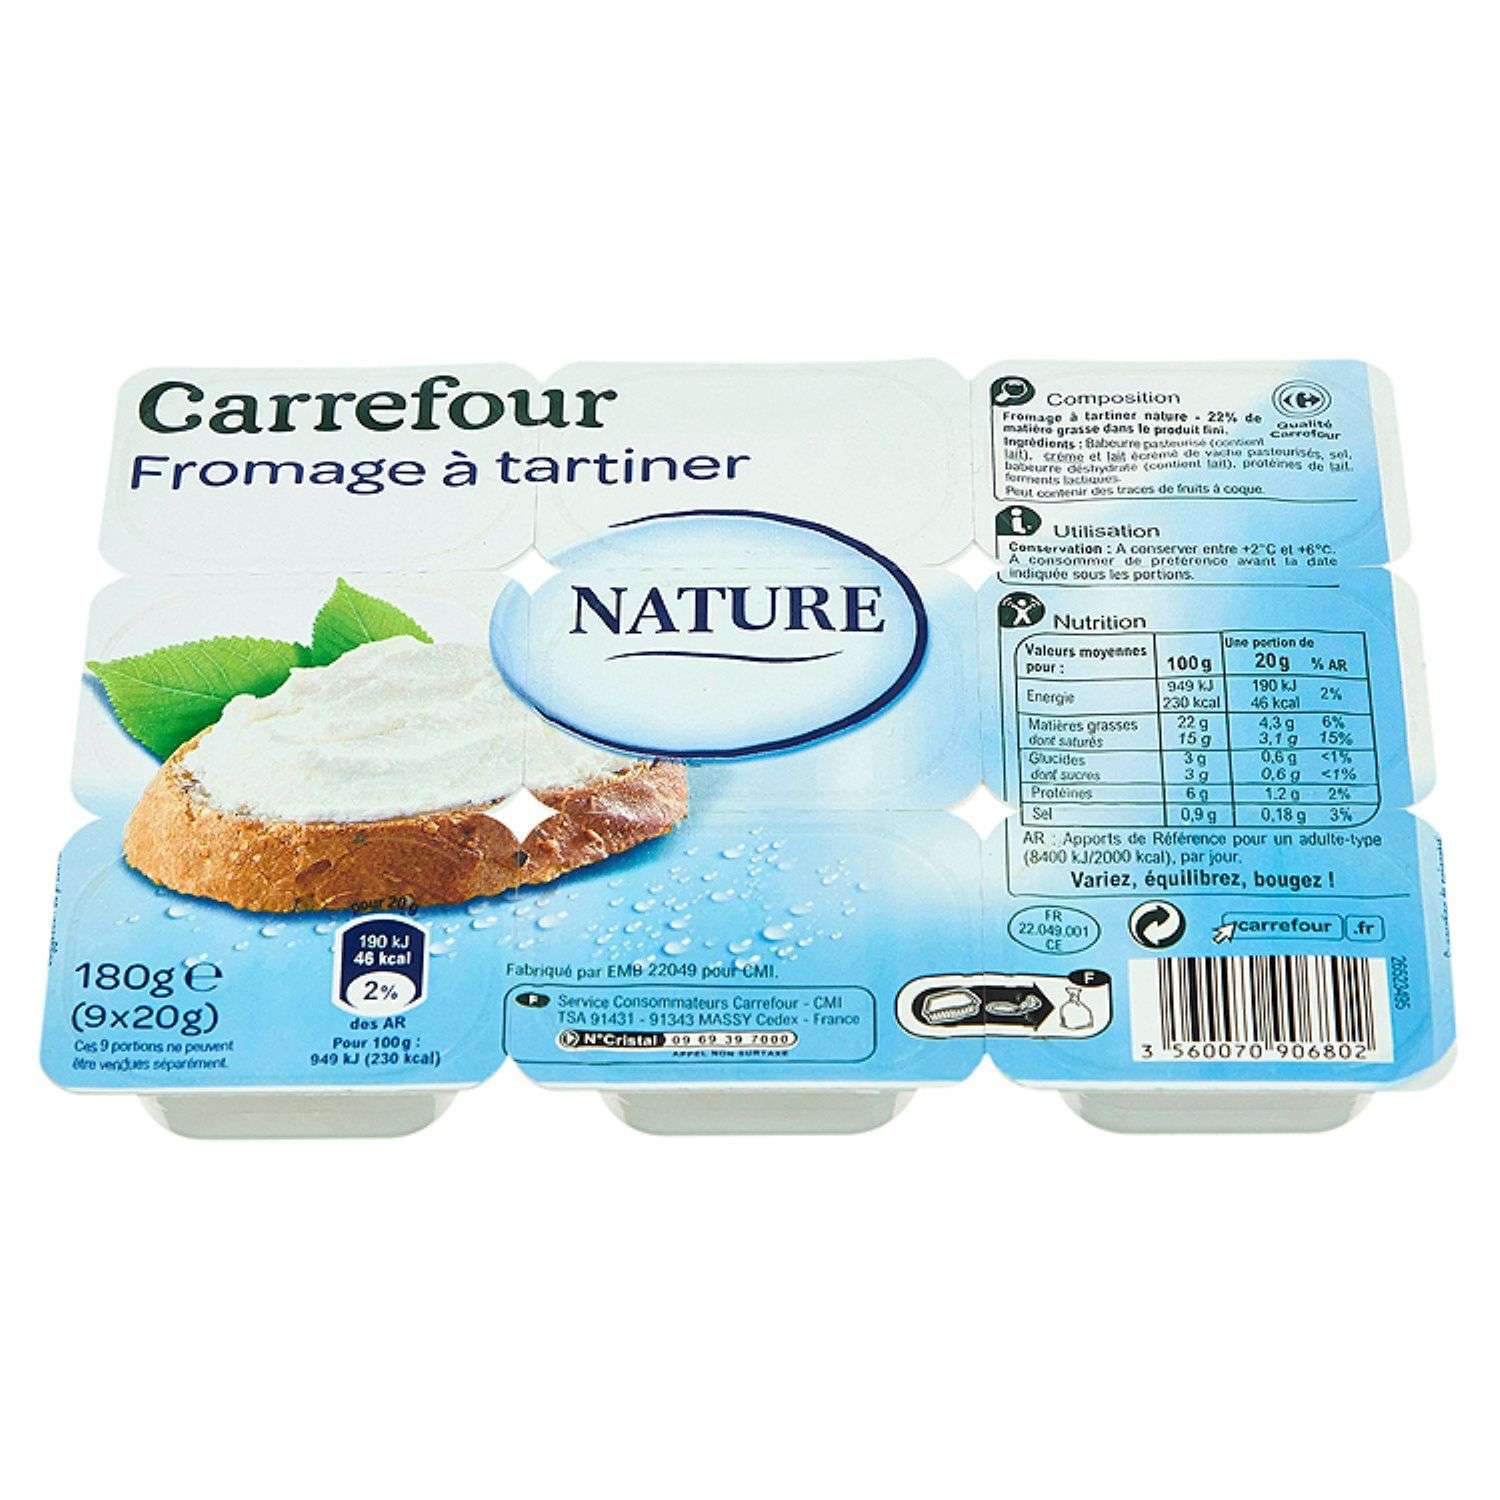 Carrefour
Fromage à tartiner
NATURE
180g e
(9x20g)
Ces 9 portions ne peuvent
être vendues séparément.
pour 20g
190 kJ
46 kcal
2%
des AR
Pour 100g :
949 kJ (230 kcal)
Fabriqué par EMB 22049 pour CMI.
F Service Consommateurs Carrefour - CMI
TSA 91431 - 91343 MASSY Cedex - France
N°Cristal 09 69 39 7000
APPEL NON SURTAXE
Composition
Qualité
Carrefour
Fromage à tartiner nature - 22% de
matière grasse dans le produit fini.
Ingrédients : Babeurre pasteurisé (contient
lait), crème et lait écrémé de vache pasteurisés, sel,
babeurre déshydraté (contient lait), protéines de lait,
ferments lactiques.
Peut contenir des traces de fruits à coque.
i Utilisation
Conservation : A conserver entre +2°C et +6°C.
A consommer de préférence avant la date
indiquée sous les portions.
Nutrition
Valeurs moyennes pour : 100g Une portion de 20g % AR
Energie 949 kJ 230 kcal 190 kJ 46 kcal 2%
Matières grasses 22 g 4,3 g 6%
dont saturés 15 g 3,1 g 15%
Glucides 3 g 0,6 g <1%
dont sucres 3 g 0,6 g <1%
Protéines 6 g 1,2 g 2%
Sel 0,9 g 0,18 g 3%
AR : Apports de Référence pour un adulte-type
(8400 kJ/2000 kcal), par jour.
Variez, équilibrez, bougez !
FR
22.049.001
CE
carrefour .fr
F
3 560070 906802